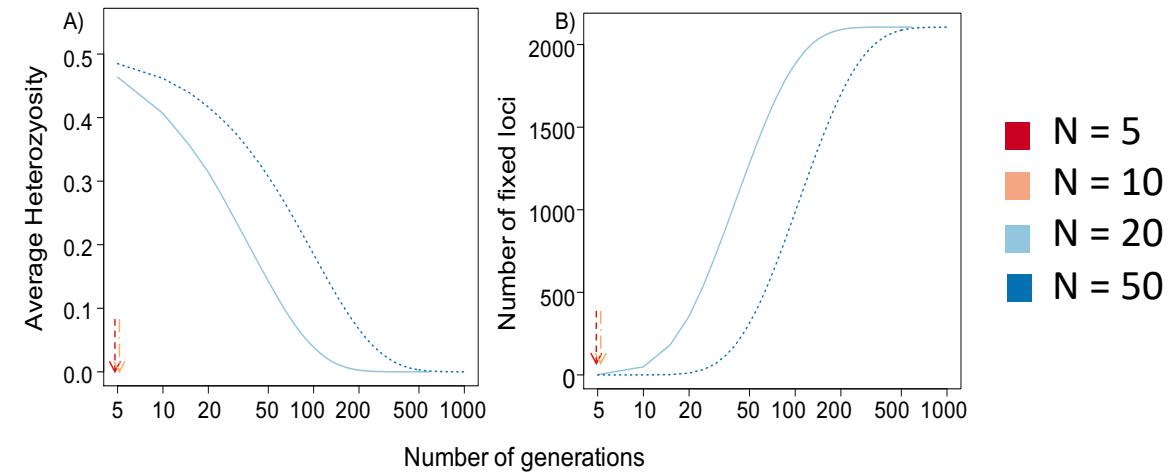 A)
Average Heterozyosity
0.5
0.4
0.3
0.2
0.1
0.0
5 10 20 50 100 200 500 1000
B)
Number of fixed loci
2000
1500
1000
500
0
5 10 20 50 100 200 500 1000
Number of generations
N = 5
N = 10
N = 20
N = 50